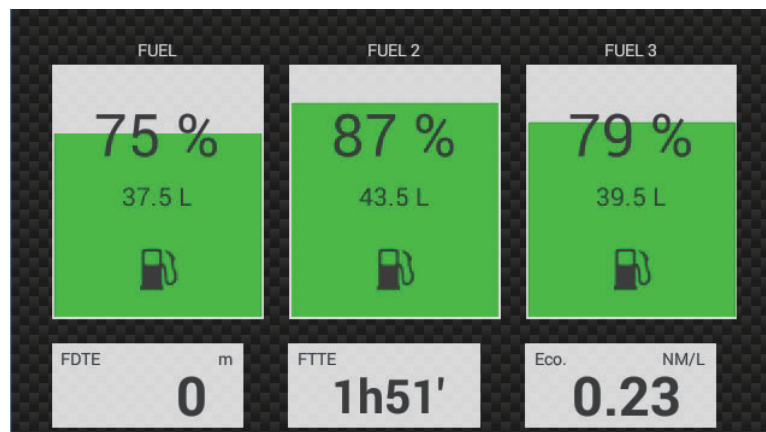 FUEL FUEL 2 FUEL 3
75 % 87 % 79 %
37.5 L 43.5 L 39.5 L
FDTE m FTTE Eco. NM/L
0 1h51' 0.23